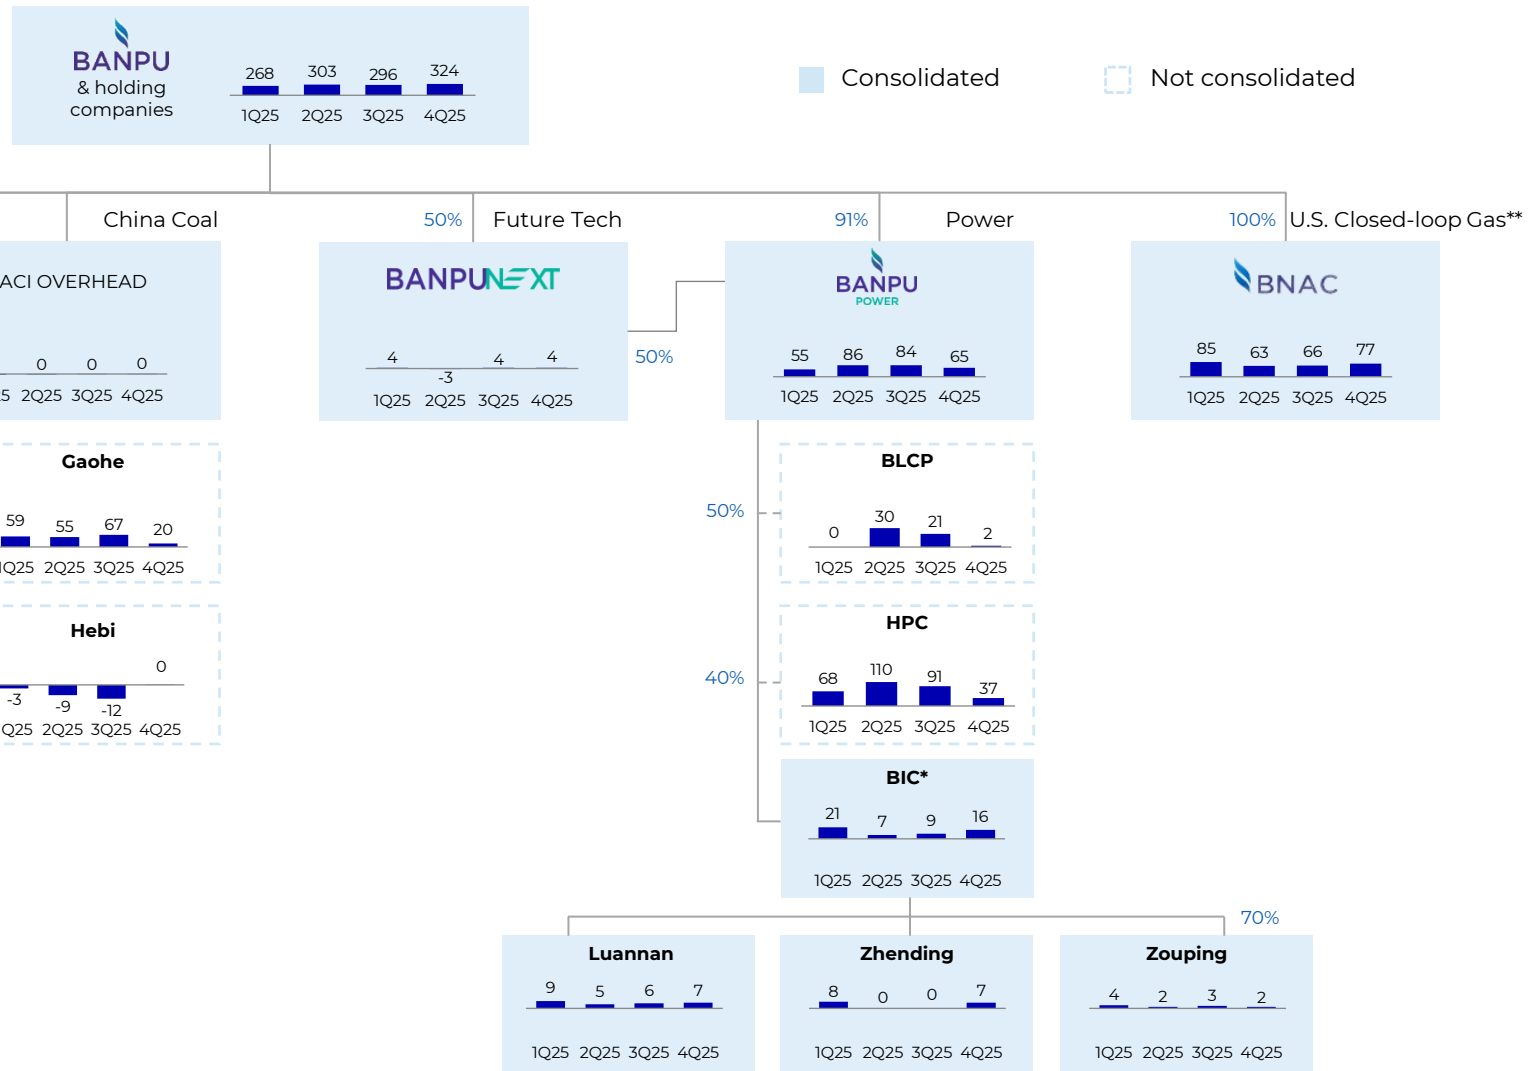 BANPU
& holding
companies
268 303 296 324
1Q25 2Q25 3Q25 4Q25
Consolidated
Not consolidated
China Coal
50% Future Tech
91% Power
100% U.S. Closed-loop Gas**
ACI OVERHEAD
0 0 0
2Q25 3Q25 4Q25
BANPU NEXT
4 -3 4 4
1Q25 2Q25 3Q25 4Q25
50%
BANPU
POWER
55 86 84 65
1Q25 2Q25 3Q25 4Q25
BNAC
85 63 66 77
1Q25 2Q25 3Q25 4Q25
Gaohe
59 55 67 20
1Q25 2Q25 3Q25 4Q25
Hebi
-3 -9 -12 0
Q25 2Q25 3Q25 4Q25
50%
BLCP
0 30 21 2
1Q25 2Q25 3Q25 4Q25
40%
HPC
68 110 91 37
1Q25 2Q25 3Q25 4Q25
BIC*
21 7 9 16
1Q25 2Q25 3Q25 4Q25
70%
Luannan
9 5 6 7
1Q25 2Q25 3Q25 4Q25
Zhending
8 0 0 7
1Q25 2Q25 3Q25 4Q25
Zouping
4 2 3 2
1Q25 2Q25 3Q25 4Q25